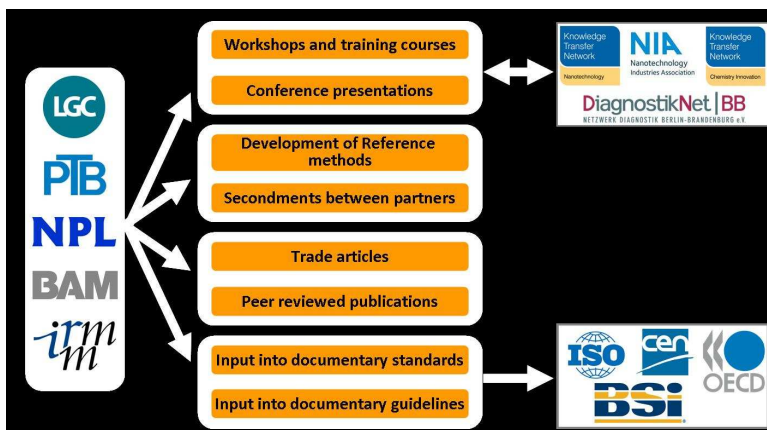 LGC
PTB
NPL
BAM
irmm
Workshops and training courses
Conference presentations
Development of Reference
methods
Secondments between partners
Trade articles
Peer reviewed publications
Input into documentary standards
Input into documentary guidelines
Knowledge
Transfer
Network
Nanotechnology
NIA
Nanotechnology
Industries Association
Knowledge
Transfer
Network
Chemistry Innovation
DiagnostikNet|BB
NETZWERK DIAGNOSTIK BERLIN-BRANDENBURG e.V.
ISO
cen
OECD
BSi